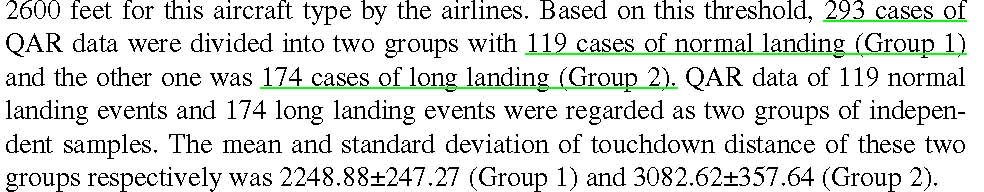 2600 feet for this aircraft type by the airlines. Based on this threshold, 293 cases of
QAR data were divided into two groups with 119 cases of normal landing (Group 1)
and the other one was 174 cases of long landing (Group 2). QAR data of 119 normal
landing events and 174 long landing events were regarded as two groups of indepen-
dent samples. The mean and standard deviation of touchdown distance of these two
groups respectively was 2248.88±247.27 (Group 1) and 3082.62±357.64 (Group 2).